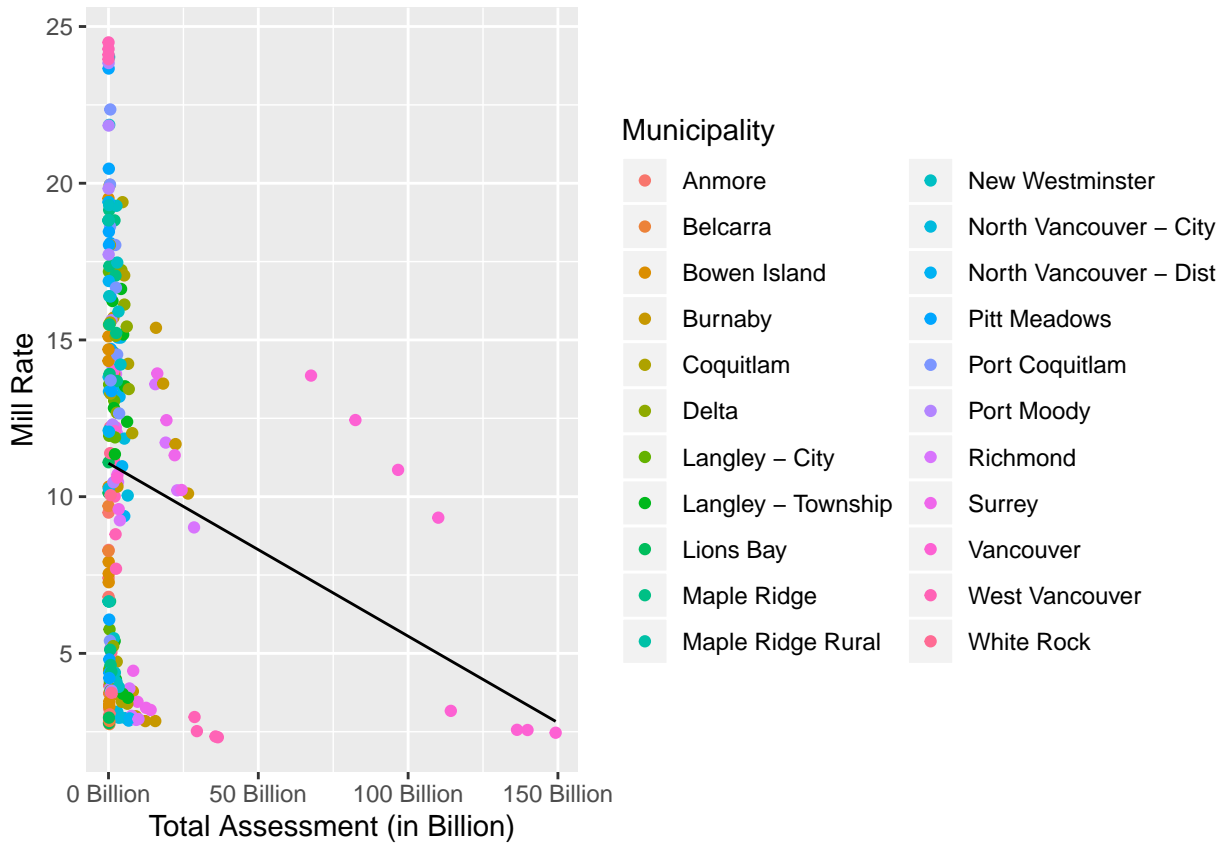 25
20
15
10
5
Mill Rate
0 Billion
50 Billion
100 Billion
150 Billion
Total Assessment (in Billion)
Municipality
Anmore
Belcarra
Bowen Island
Burnaby
Coquitlam
Delta
Langley − City
Langley − Township
Lions Bay
Maple Ridge
Maple Ridge Rural
New Westminster
North Vancouver − City
North Vancouver − Dist
Pitt Meadows
Port Coquitlam
Port Moody
Richmond
Surrey
Vancouver
West Vancouver
White Rock